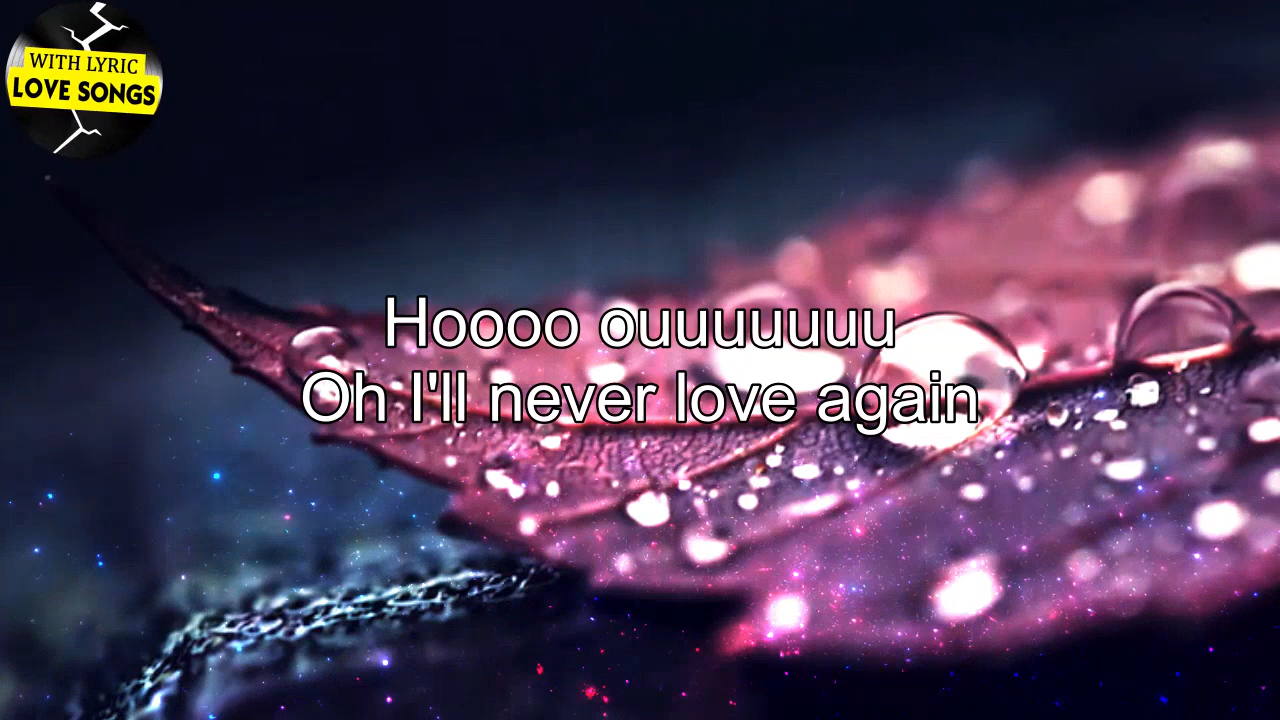 WITH LYRIC
LOVE SONGS
Hoooo ouuuuuuu
Oh I'll never love again